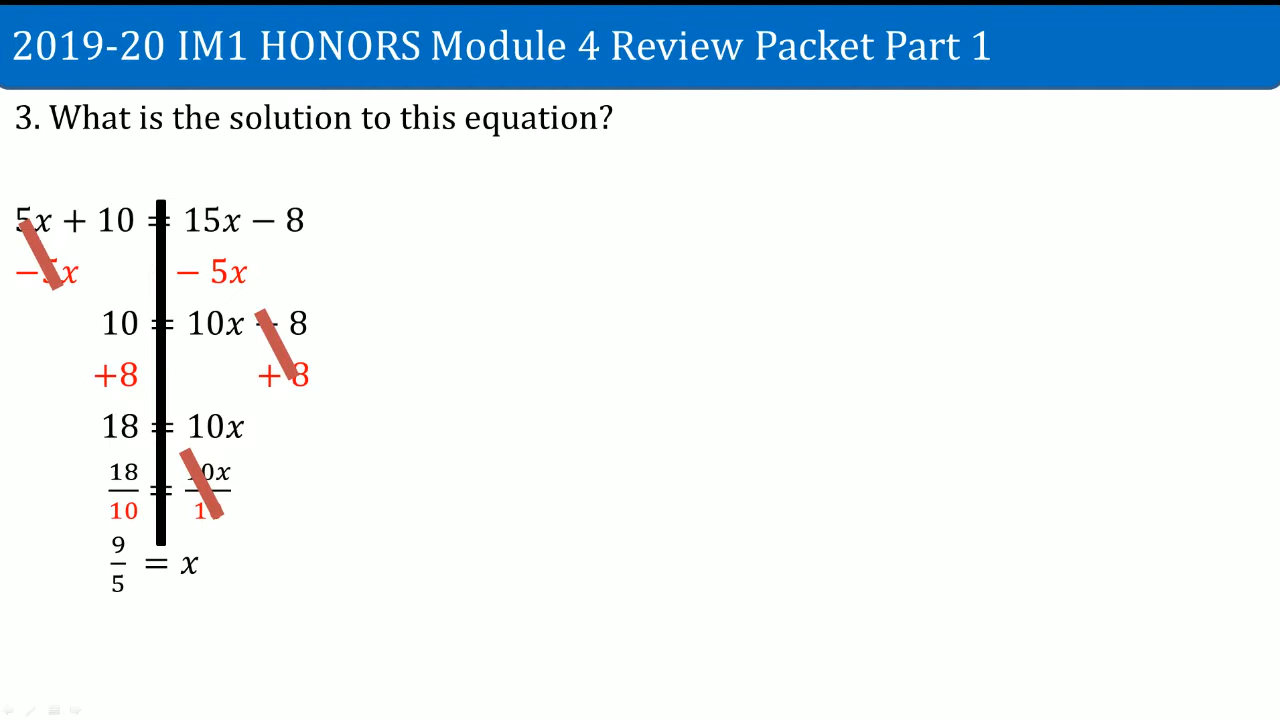 2019-20 IM1 HONORS Module 4 Review Packet Part 1
3. What is the solution to this equation?
5x + 10 = 15x − 8
−5x − 5x
10 = 10x − 8
+8 + 8
18 = 10x
18/10 = 10x/10
9/5 = x